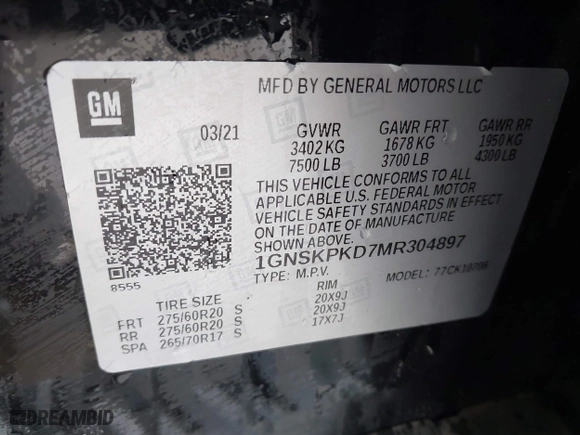 GM
MFD BY GENERAL MOTORS LLC
03/21 GVWR GAWR FRT GAWR RR
3402 KG 1678 KG 1950 KG
7500 LB 3700 LB 4300 LB
THIS VEHICLE CONFORMS TO ALL
APPLICABLE U.S. FEDERAL MOTOR
VEHICLE SAFETY STANDARDS IN EFFECT
ON THE DATE OF MANUFACTURE
1GNSKPKD7MR304897
8555
TYPE: M.P.V. MODEL: 77CK10706
TIRE SIZE RIM
FRT 275/60R20 S 20X9J
RR 275/60R20 S 20X9J
SPA 265/70R17 S 17X7J
DREAMBID